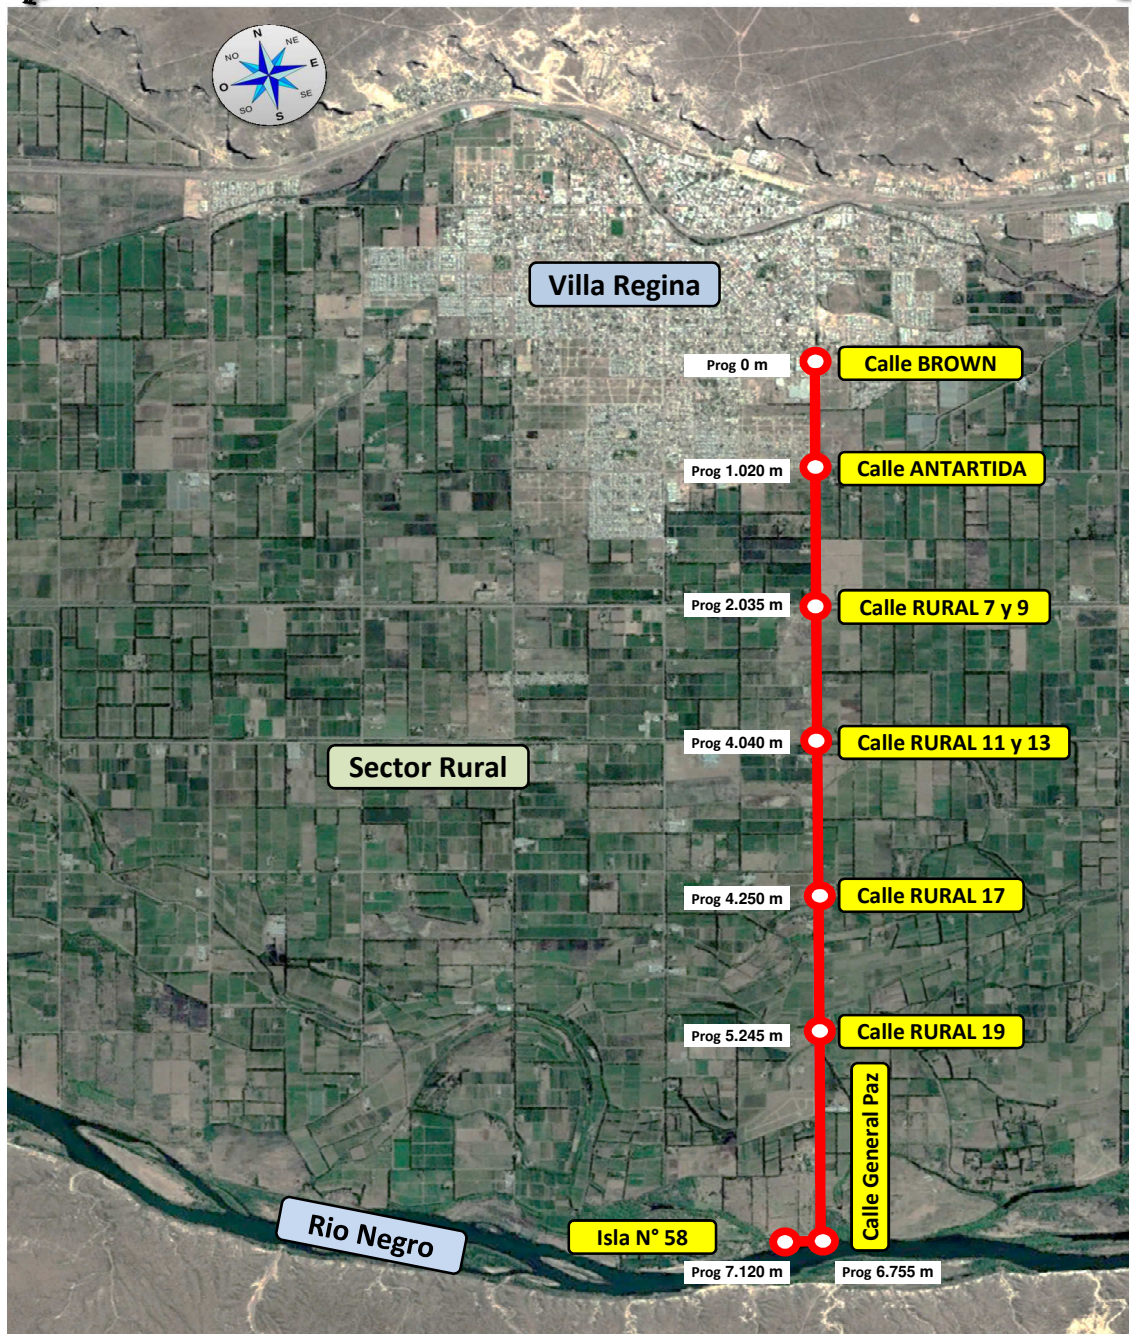 N
NO
NE
O
E
SO
SE
S
Villa Regina
Prog 0 m
Calle BROWN
Prog 1.020 m
Calle ANTARTIDA
Prog 2.035 m
Calle RURAL 7 y 9
Prog 4.040 m
Calle RURAL 11 y 13
Sector Rural
Prog 4.250 m
Calle RURAL 17
Prog 5.245 m
Calle RURAL 19
Calle General Paz
Rio Negro
Isla N° 58
Prog 7.120 m
Prog 6.755 m